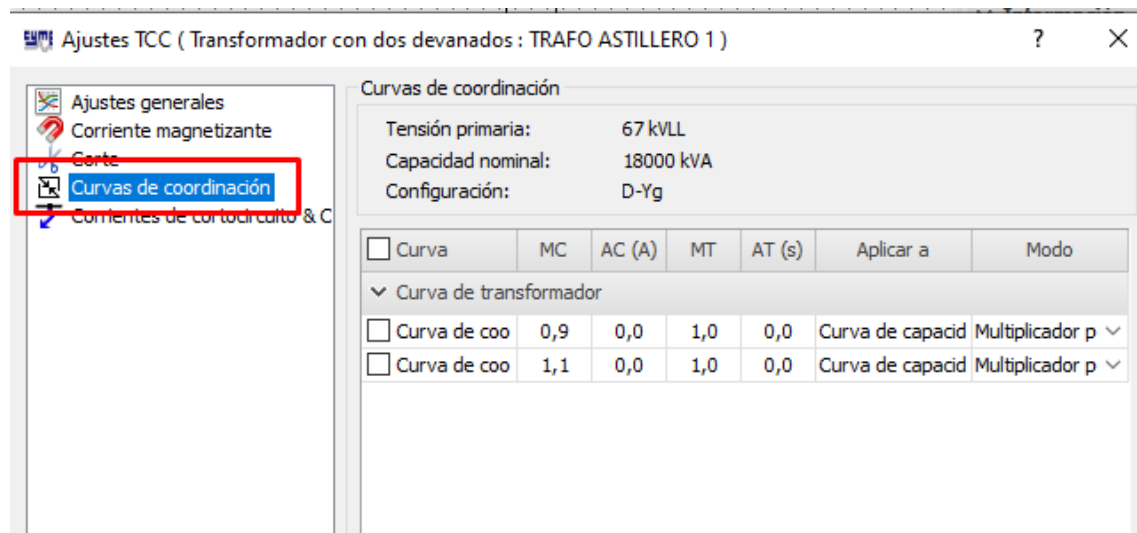 Ajustes TCC ( Transformador con dos devanados : TRAFO ASTILLERO 1 ) ? ×
Ajustes generales
Corriente magnetizante
Corte
Curvas de coordinación
Corrientes de cortocircuito & C
Curvas de coordinación
Tensión primaria: 67 kVLL
Capacidad nominal: 18000 kVA
Configuración: D-Yg
Curva MC AC (A) MT AT (s) Aplicar a Modo
Curva de transformador
Curva de coo 0,9 0,0 1,0 0,0 Curva de capacid Multiplicador p
Curva de coo 1,1 0,0 1,0 0,0 Curva de capacid Multiplicador p